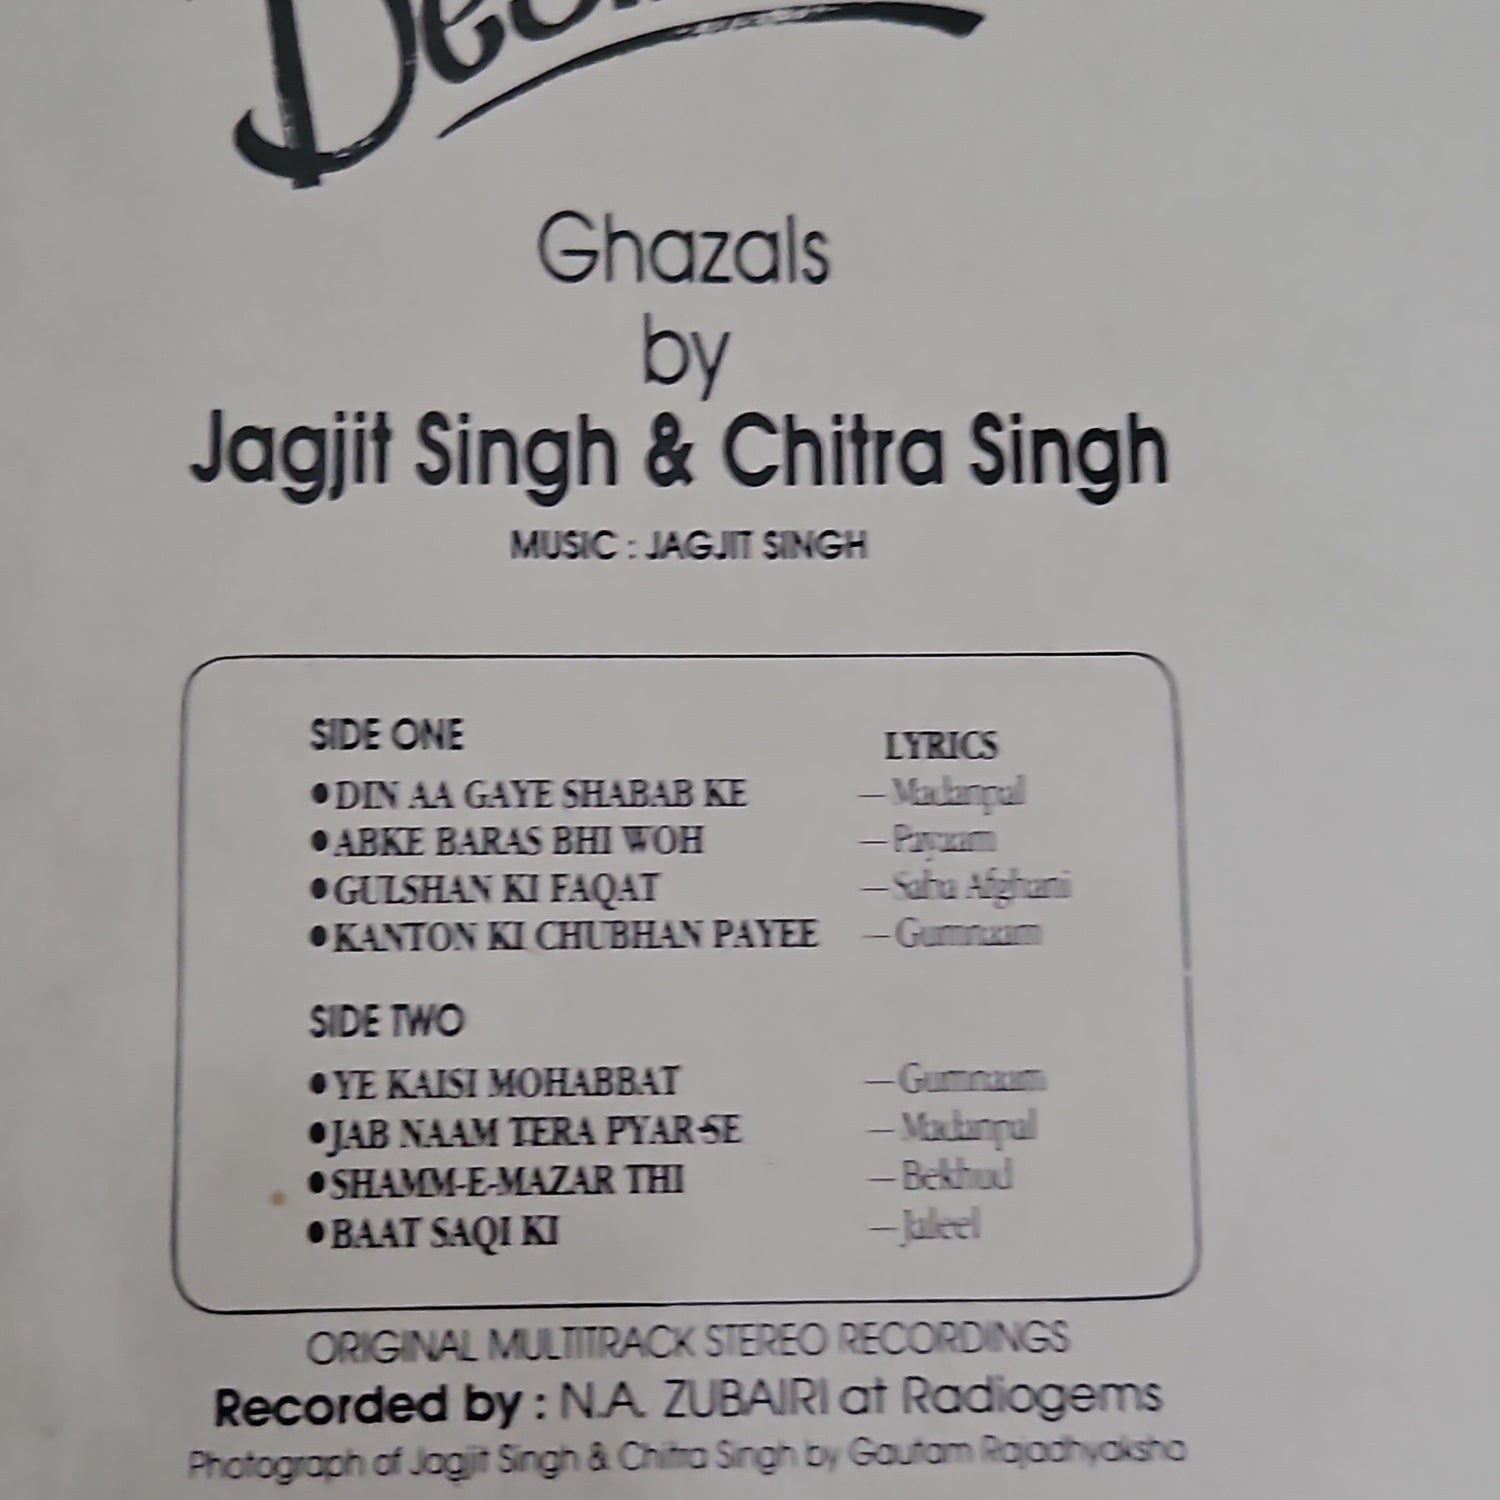 Ghazals
by
Jagjit Singh & Chitra Singh
MUSIC : JAGJIT SINGH
SIDE ONE LYRICS
• DIN AA GAYE SHABAB KE — Madanpal
• ABKE BARAS BHI WOH — Payaam
• GULSHAN KI FAQAT — Saba Afghani
• KANTON KI CHUBHAN PAYEE — Gumnaam
SIDE TWO
• YE KAISI MOHABBAT — Gumnaam
• JAB NAAM TERA PYAR-SE — Madanpal
• SHAMM-E-MAZAR THI — Bekhud
• BAAT SAQI KI — Jaleel
ORIGINAL MULTITRACK STEREO RECORDINGS
Recorded by : N.A. ZUBAIRI at Radiogems
Photograph of Jagjit Singh & Chitra Singh by Gautam Rajadhyaksha